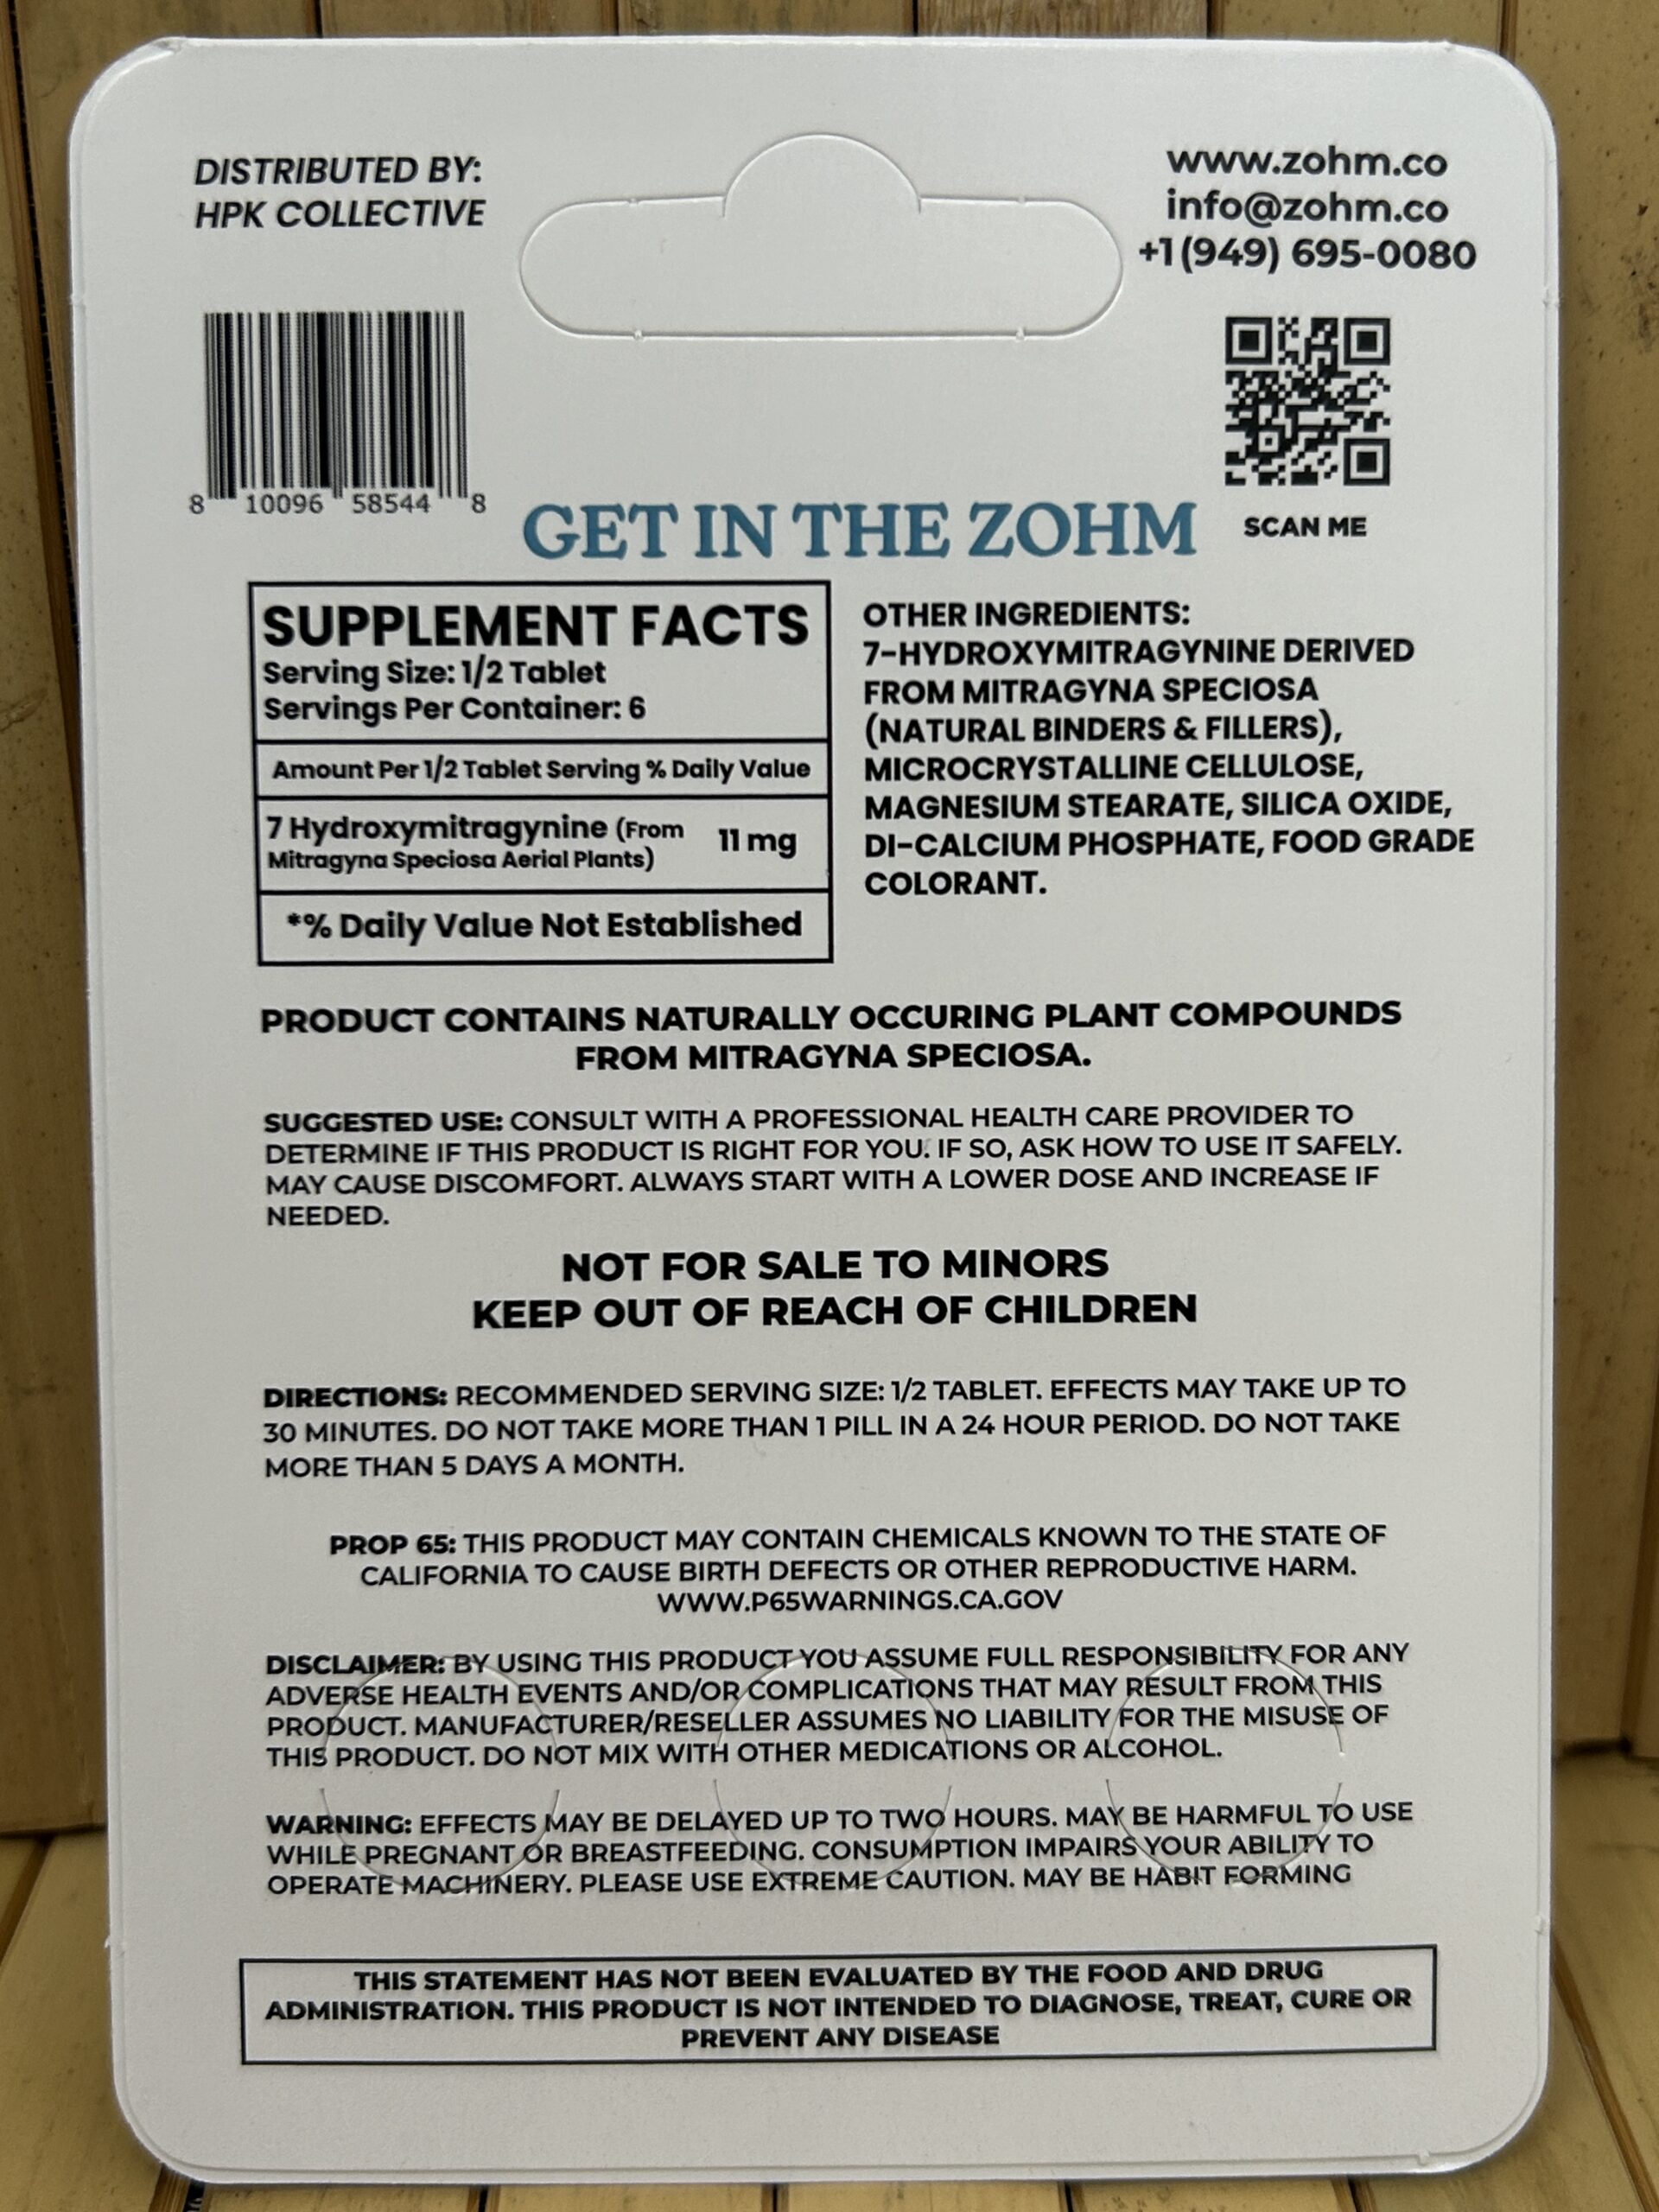 DISTRIBUTED BY:
HPK COLLECTIVE
www.zohm.co
info@zohm.co
+1 (949) 695-0080
8 10096 58544 8
SCAN ME
GET IN THE ZOHM
SUPPLEMENT FACTS
Serving Size: 1/2 Tablet
Servings Per Container: 6
Amount Per 1/2 Tablet Serving % Daily Value
7 Hydroxymitragynine (From
Mitragyna Speciosa Aerial Plants)
11 mg
*% Daily Value Not Established
OTHER INGREDIENTS:
7-HYDROXYMITRAGYNINE DERIVED
FROM MITRAGYNA SPECIOSA
(NATURAL BINDERS & FILLERS),
MICROCRYSTALLINE CELLULOSE,
MAGNESIUM STEARATE, SILICA OXIDE,
DI-CALCIUM PHOSPHATE, FOOD GRADE
COLORANT.
PRODUCT CONTAINS NATURALLY OCCURING PLANT COMPOUNDS
FROM MITRAGYNA SPECIOSA.
SUGGESTED USE: CONSULT WITH A PROFESSIONAL HEALTH CARE PROVIDER TO
DETERMINE IF THIS PRODUCT IS RIGHT FOR YOU. IF SO, ASK HOW TO USE IT SAFELY.
MAY CAUSE DISCOMFORT. ALWAYS START WITH A LOWER DOSE AND INCREASE IF
NEEDED.
NOT FOR SALE TO MINORS
KEEP OUT OF REACH OF CHILDREN
DIRECTIONS: RECOMMENDED SERVING SIZE: 1/2 TABLET. EFFECTS MAY TAKE UP TO
30 MINUTES. DO NOT TAKE MORE THAN 1 PILL IN A 24 HOUR PERIOD. DO NOT TAKE
MORE THAN 5 DAYS A MONTH.
PROP 65: THIS PRODUCT MAY CONTAIN CHEMICALS KNOWN TO THE STATE OF
CALIFORNIA TO CAUSE BIRTH DEFECTS OR OTHER REPRODUCTIVE HARM.
WWW.P65WARNINGS.CA.GOV
DISCLAIMER: BY USING THIS PRODUCT YOU ASSUME FULL RESPONSIBILITY FOR ANY
ADVERSE HEALTH EVENTS AND/OR COMPLICATIONS THAT MAY RESULT FROM THIS
PRODUCT. MANUFACTURER/RESELLER ASSUMES NO LIABILITY FOR THE MISUSE OF
THIS PRODUCT. DO NOT MIX WITH OTHER MEDICATIONS OR ALCOHOL.
WARNING: EFFECTS MAY BE DELAYED UP TO TWO HOURS. MAY BE HARMFUL TO USE
WHILE PREGNANT OR BREASTFEEDING. CONSUMPTION IMPAIRS YOUR ABILITY TO
OPERATE MACHINERY. PLEASE USE EXTREME CAUTION. MAY BE HABIT FORMING
THIS STATEMENT HAS NOT BEEN EVALUATED BY THE FOOD AND DRUG
ADMINISTRATION. THIS PRODUCT IS NOT INTENDED TO DIAGNOSE, TREAT, CURE OR
PREVENT ANY DISEASE